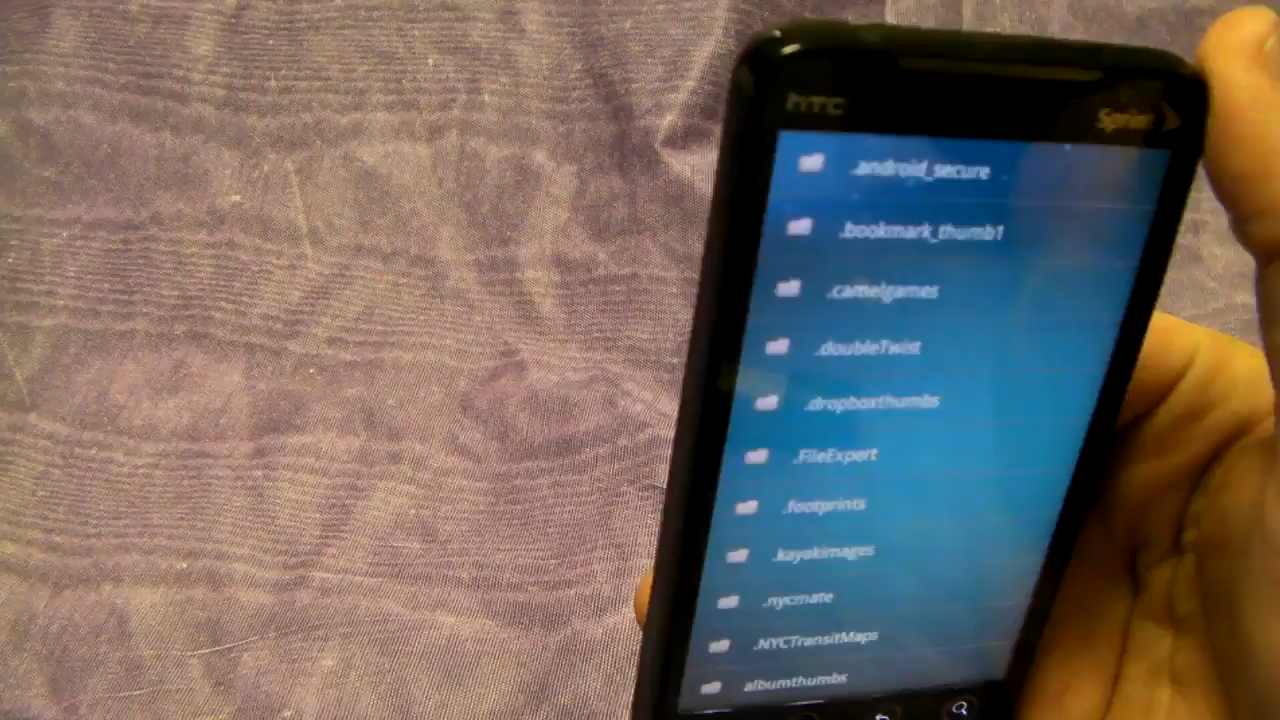 hTC
Sprint
.android_secure
.bookmark_thumb1
.camelgames
.doubleTwist
.dropboxthumbs
.FileExpert
.footprints
.kayakimages
.nycmate
.NYCTransitMaps
albumthumbs